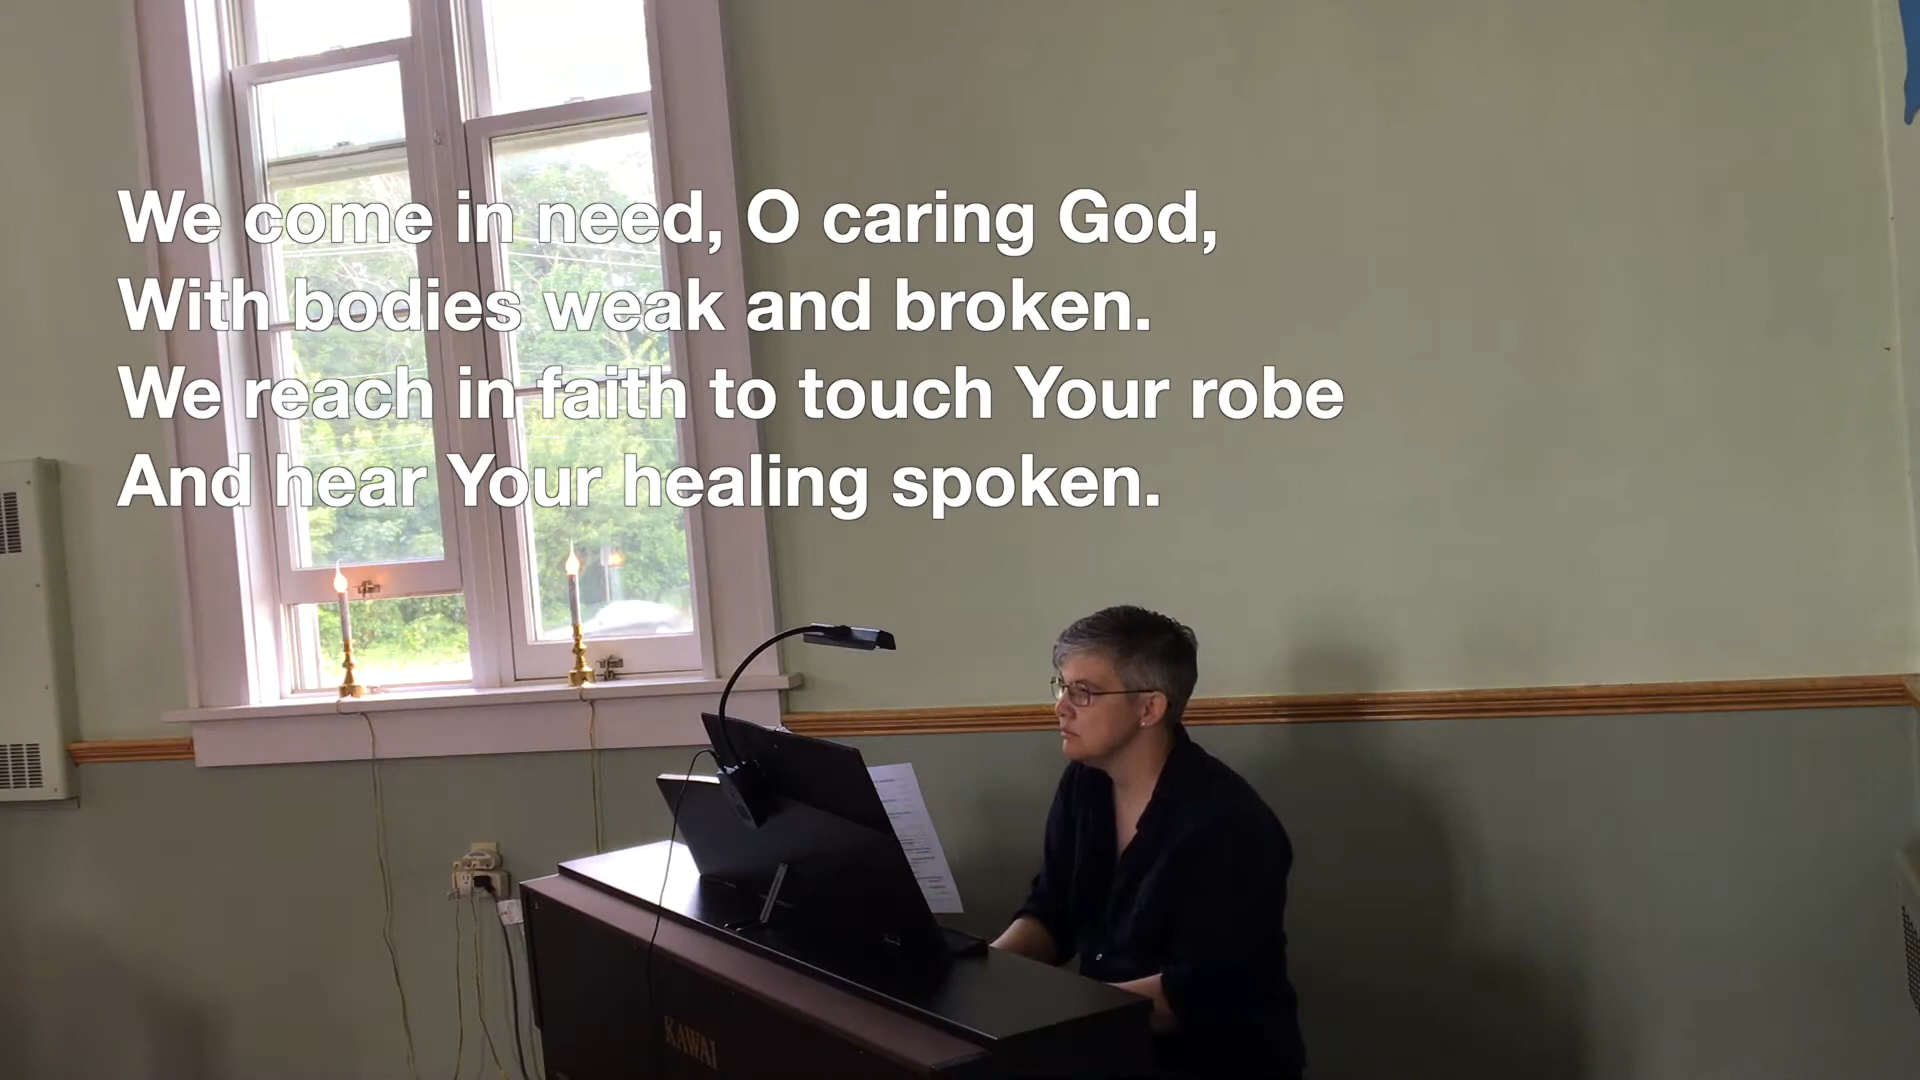 We come in need, O caring God,
With bodies weak and broken.
We reach in faith to touch Your robe
And hear Your healing spoken.
KAWAI